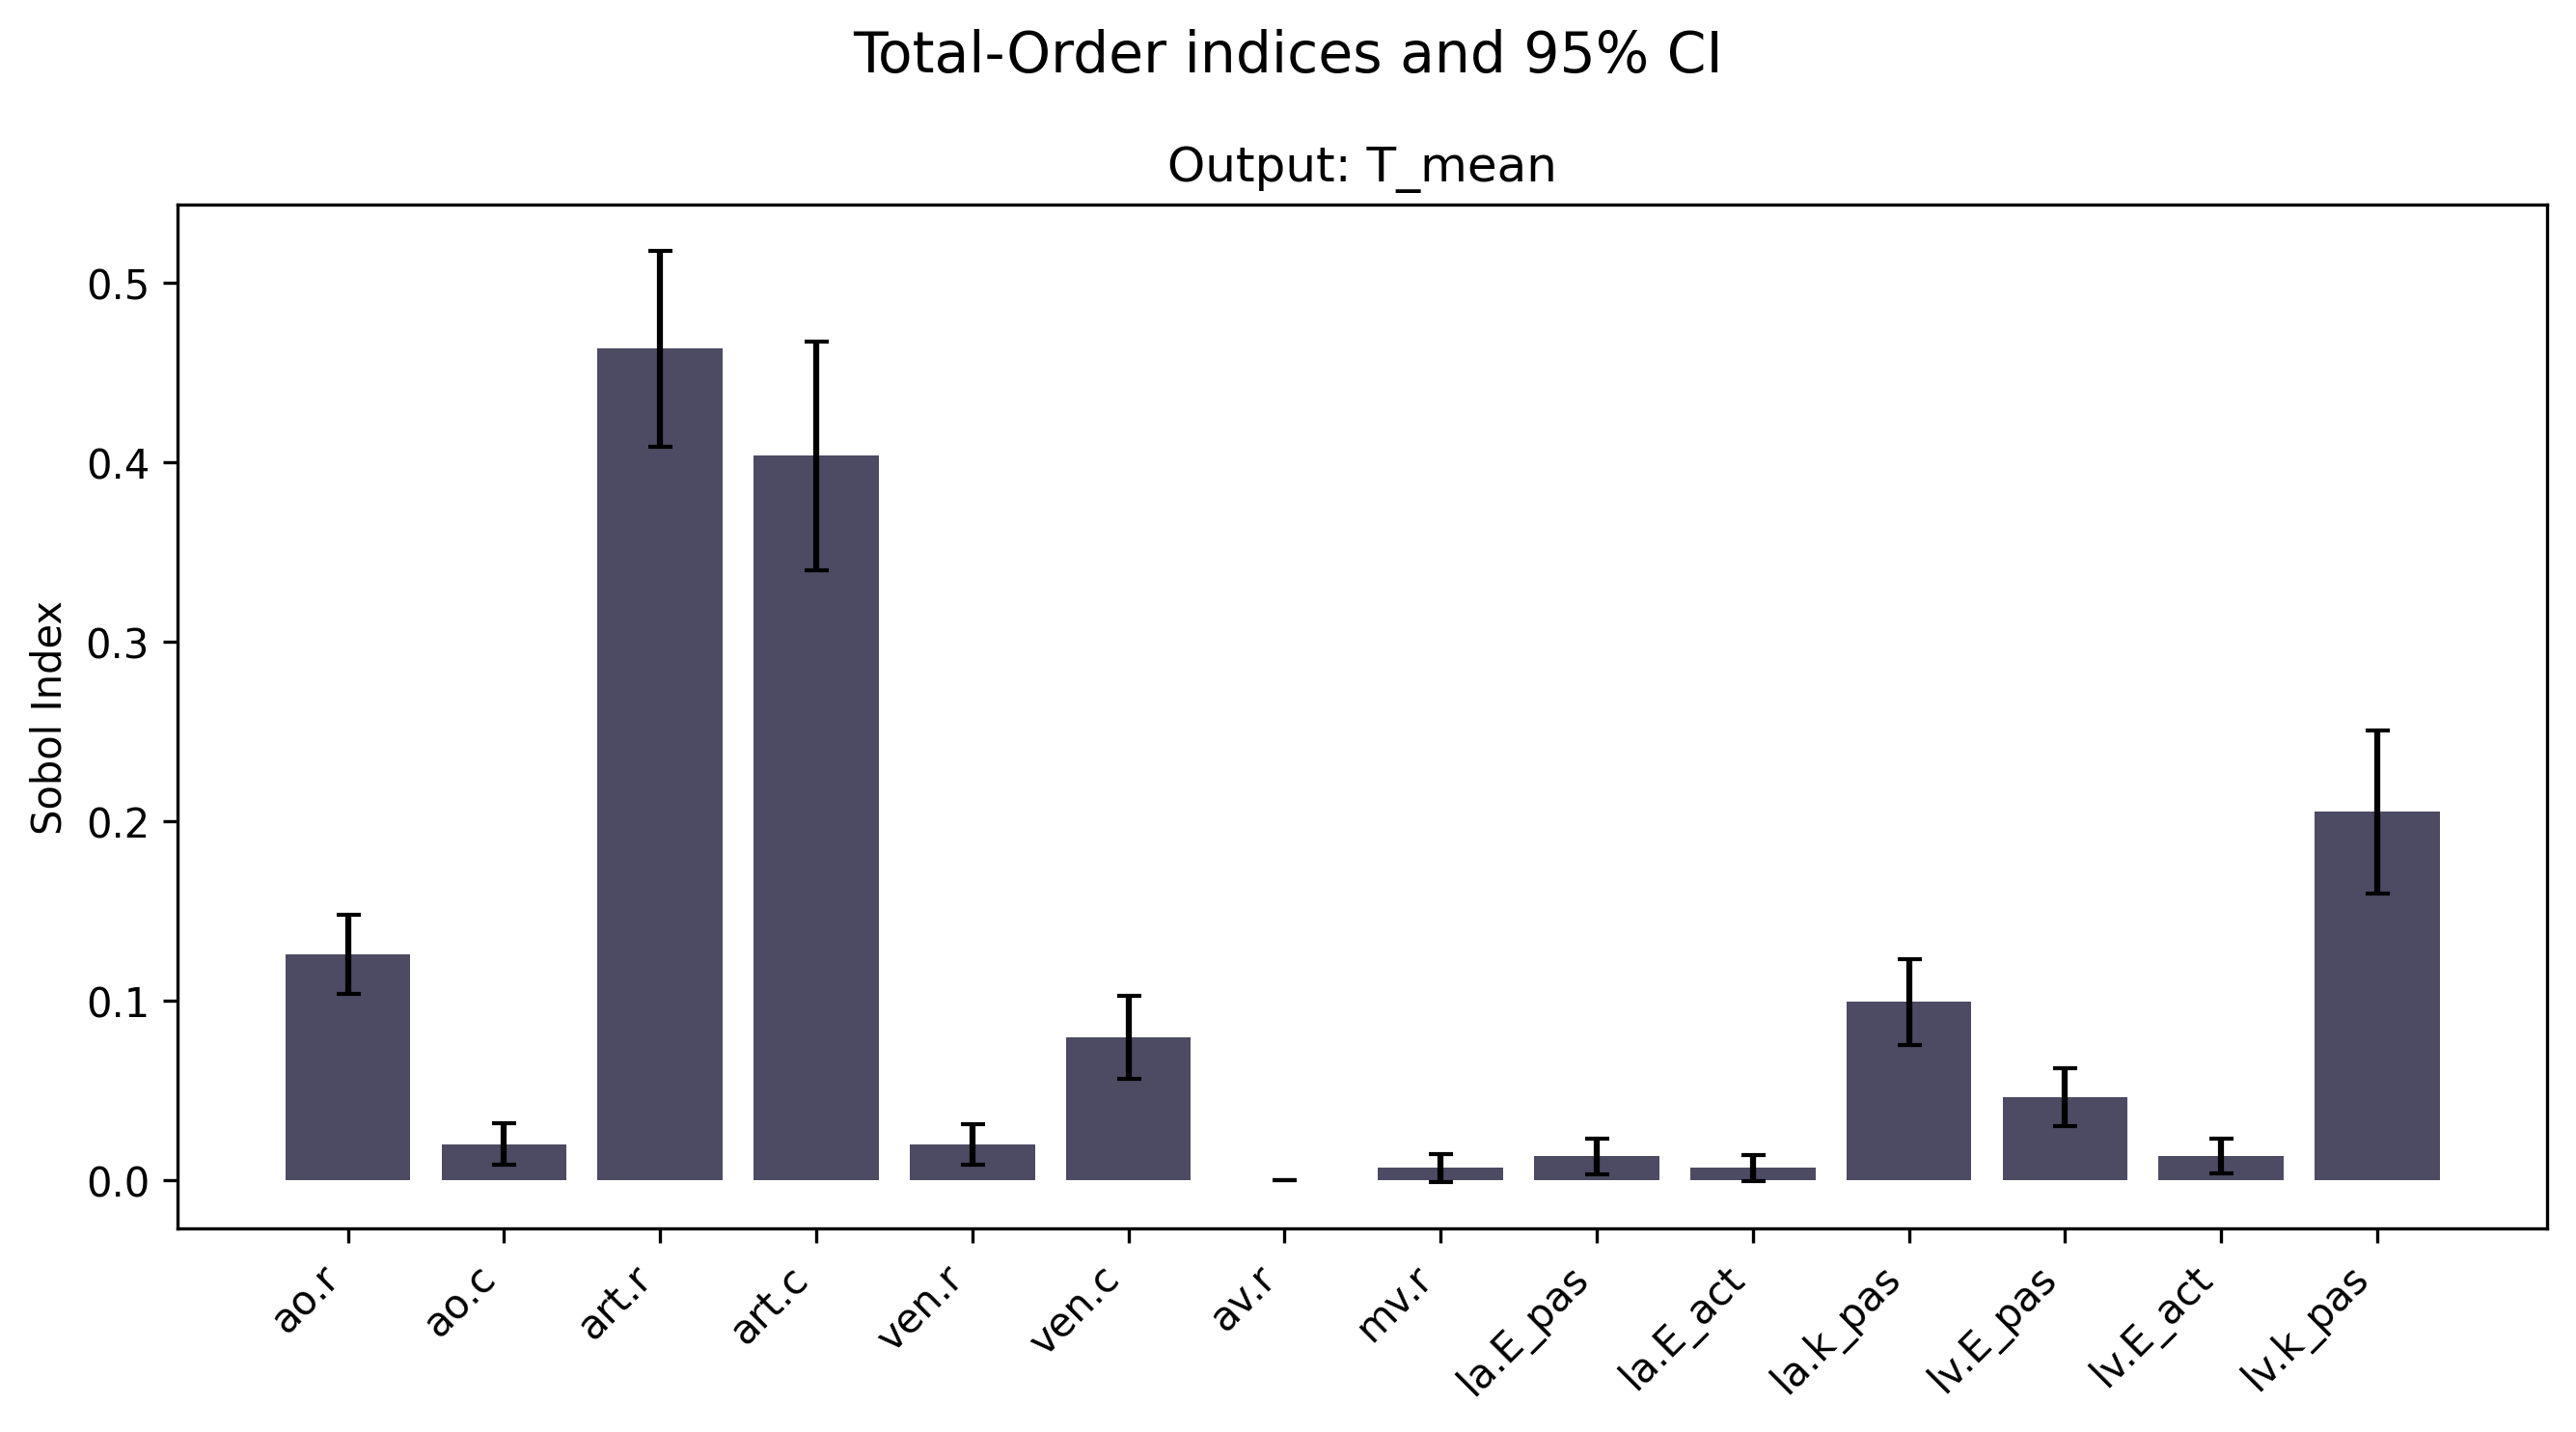 Total-Order indices and 95% CI
Output: T_mean
Sobol Index
0.5
0.4
0.3
0.2
0.1
0.0
ao.r
ao.c
art.r
art.c
ven.r
ven.c
av.r
mv.r
la.E_pas
la.E_act
la.k_pas
lv.E_pas
lv.E_act
lv.k_pas